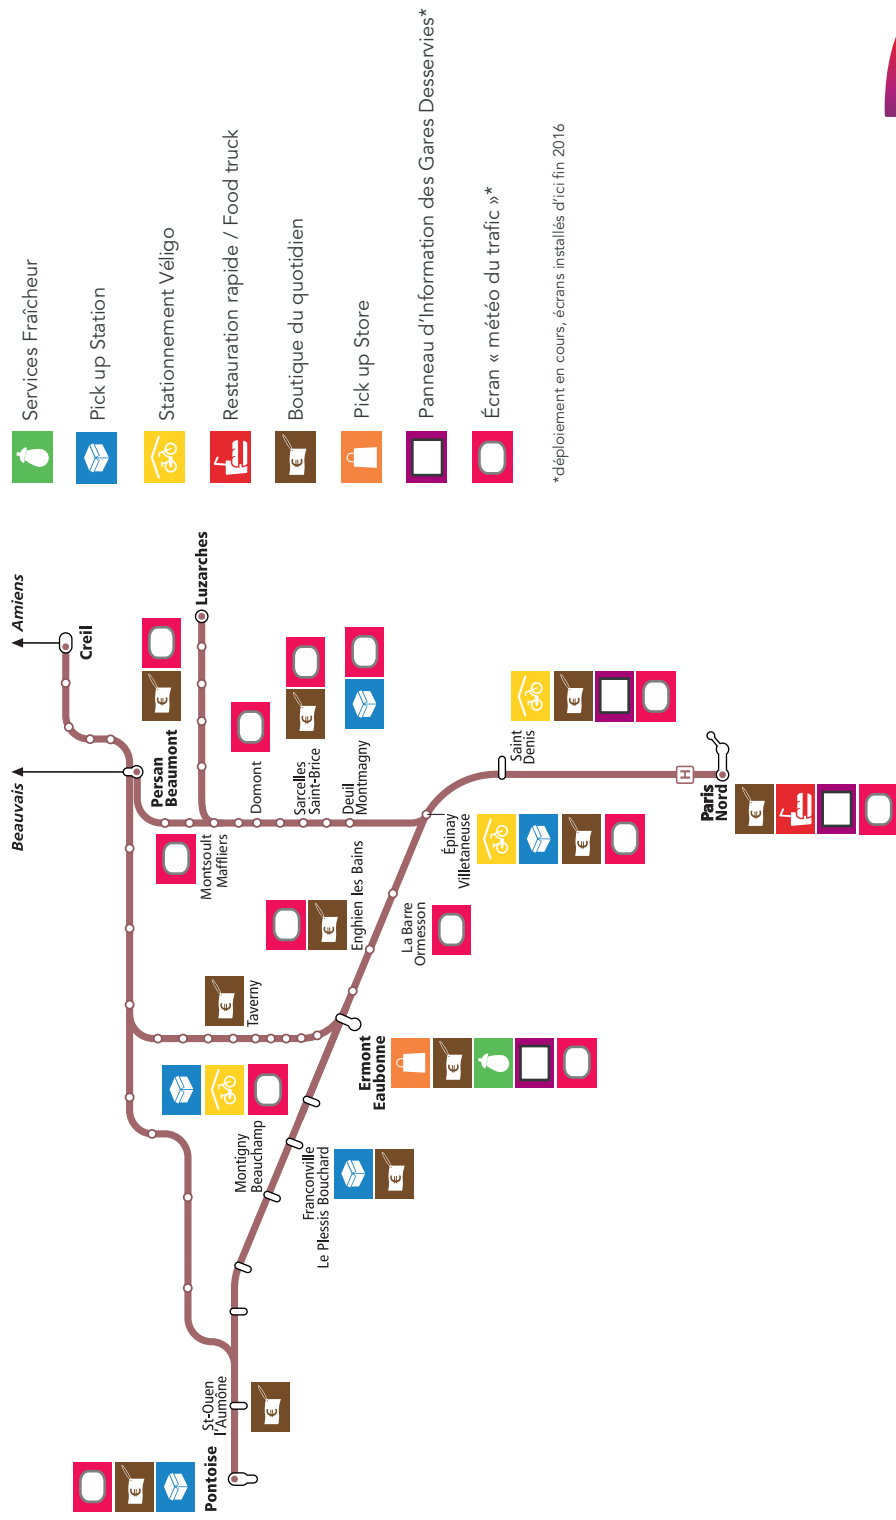 Services Fraîcheur
Pick up Station
Stationnement Véligo
Restauration rapide / Food truck
Boutique du quotidien
Pick up Store
Panneau d'Information des Gares Desservies*
Écran « météo du trafic »*
*déploiement en cours, écrans installés d'ici fin 2016
Beauvais
Amiens
Creil
Persan
Beaumont
Luzarches
Montsoult
Maffliers
Domont
Sarcelles
Saint-Brice
Deuil
Montmagny
Taverny
Enghien les Bains
La Barre
Ormesson
Épinay
Villetaneuse
Saint
Denis
H
Paris
Nord
Ermont
Eaubonne
Montigny
Beauchamp
Franconville
Le Plessis Bouchard
St-Ouen
l'Aumône
Pontoise